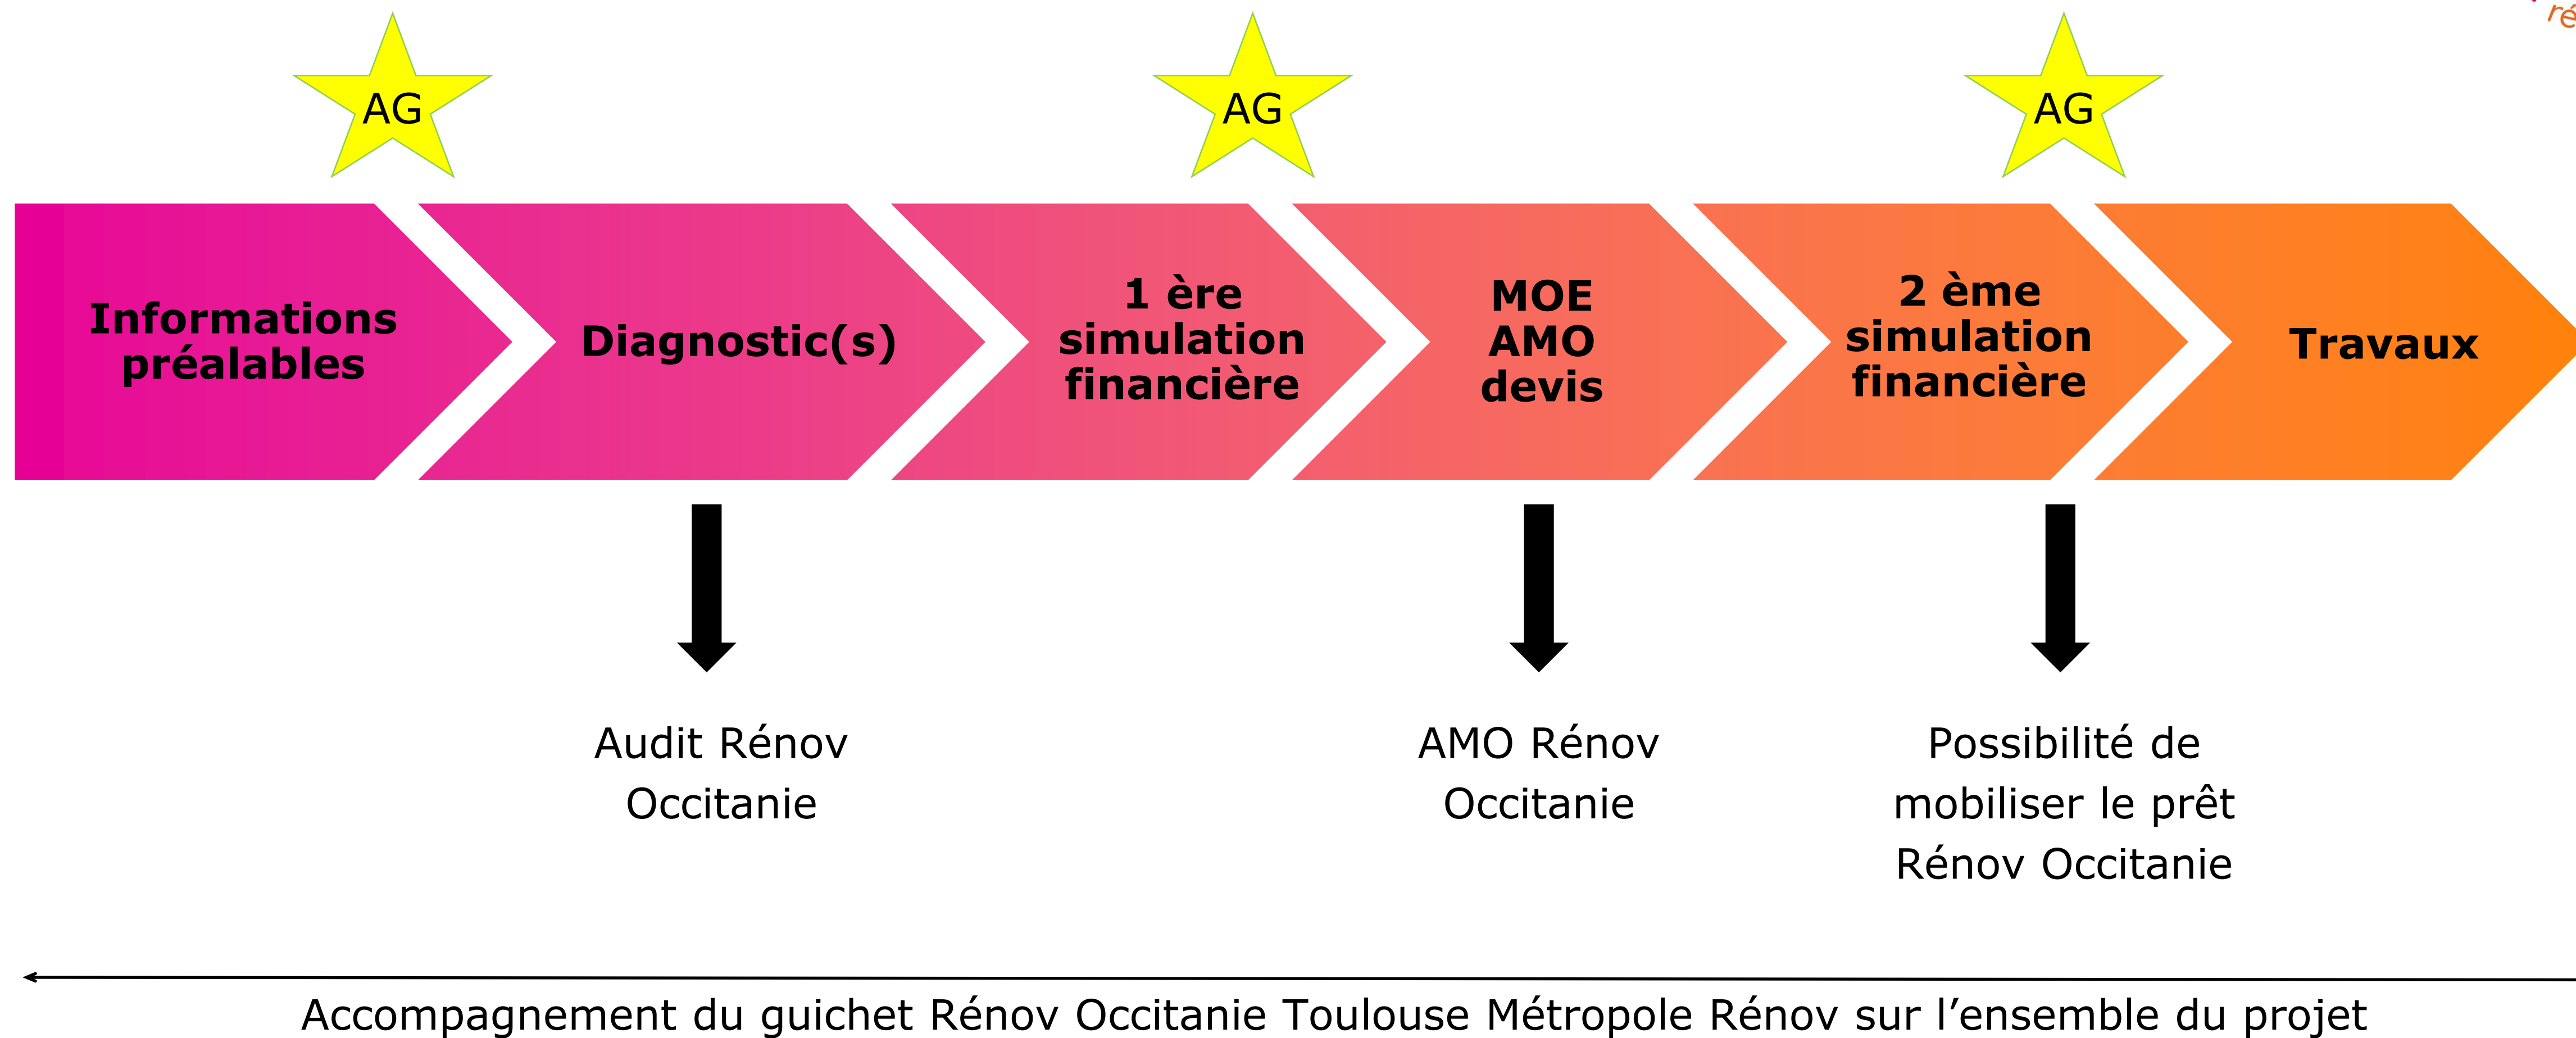 AG
AG
AG
Informations
préalables
Diagnostic(s)
1 ère
simulation
financière
MOE
AMO
devis
2 ème
simulation
financière
Travaux
Audit Rénov
Occitanie
AMO Rénov
Occitanie
Possibilité de
mobiliser le prêt
Rénov Occitanie
Accompagnement du guichet Rénov Occitanie Toulouse Métropole Rénov sur l’ensemble du projet